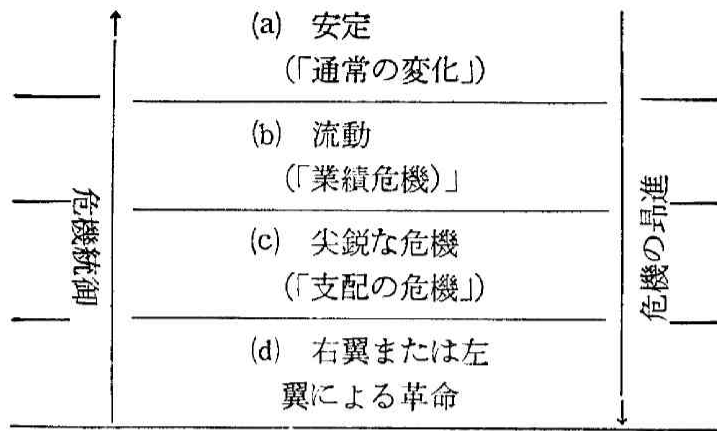 (a) 安定
(「通常の変化」)
(b) 流動
(「業績危機)」
(c) 尖鋭な危機
(「支配の危機」)
(d) 右翼または左
翼による革命
危機統御
危機の昂進